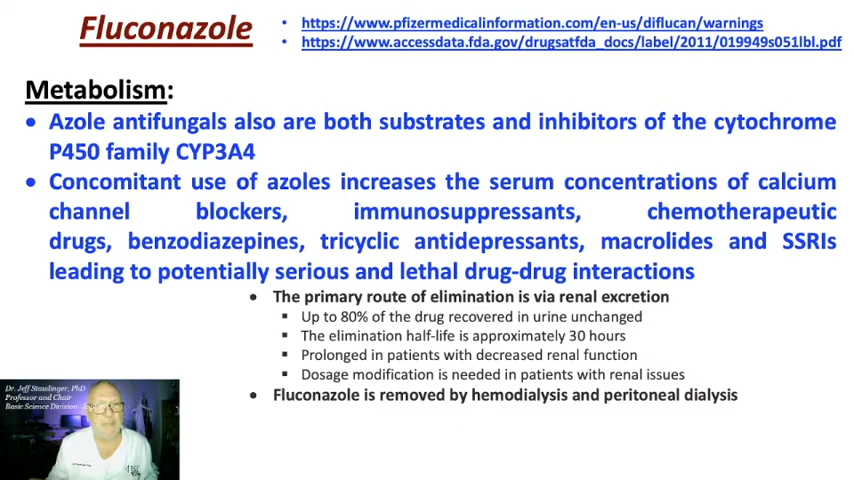 Fluconazole
• https://www.pfizermedicalinformation.com/en-us/diflucan/warnings
• https://www.accessdata.fda.gov/drugsatfda_docs/label/2011/019949s051lbl.pdf
Metabolism:
• Azole antifungals also are both substrates and inhibitors of the cytochrome
P450 family CYP3A4
• Concomitant use of azoles increases the serum concentrations of calcium
channel blockers, immunosuppressants, chemotherapeutic
drugs, benzodiazepines, tricyclic antidepressants, macrolides and SSRIs
leading to potentially serious and lethal drug-drug interactions
• The primary route of elimination is via renal excretion
▪ Up to 80% of the drug recovered in urine unchanged
▪ The elimination half-life is approximately 30 hours
▪ Prolonged in patients with decreased renal function
▪ Dosage modification is needed in patients with renal issues
• Fluconazole is removed by hemodialysis and peritoneal dialysis
Dr. Jeff Staudinger, PhD
Professor and Chair
Basic Science Division